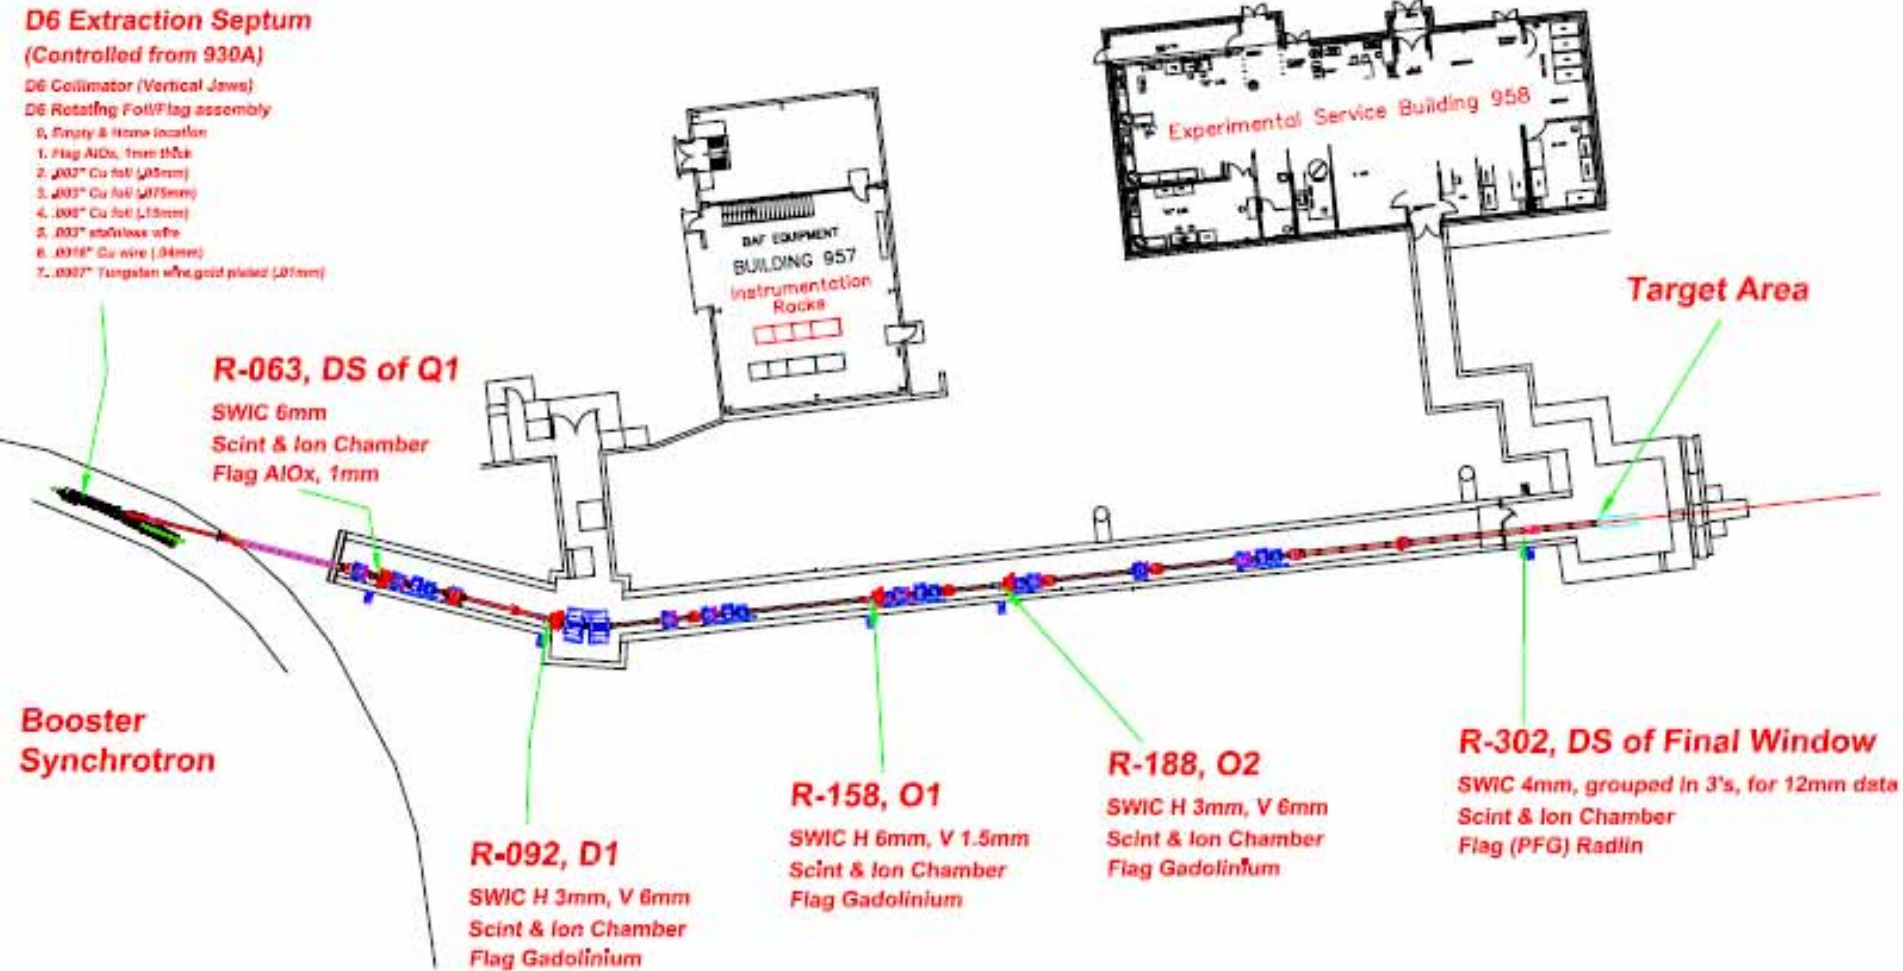 D6 Extraction Septum
(Controlled from 930A)
D6 Collimator (Vertical Jaws)
D6 Rotating Foil/Flag assembly
0, Empty & Home location
1. Flag AlOx, 1mm thick
2. .002" Cu foil (.05mm)
3. .003" Cu foil (.075mm)
4. .006" Cu foil (.15mm)
5. .003" stainless wire
6. .0016" Cu wire (.04mm)
7. .0007" Tungsten wire, gold plated (.01mm)
Experimental Service Building 958
BAF EQUIPMENT
BUILDING 957
Instrumentation
Racks
Target Area
R-063, DS of Q1
SWIC 6mm
Scint & Ion Chamber
Flag AlOx, 1mm
Booster
Synchrotron
R-092, D1
SWIC H 3mm, V 6mm
Scint & Ion Chamber
Flag Gadolinium
R-158, O1
SWIC H 6mm, V 1.5mm
Scint & Ion Chamber
Flag Gadolinium
R-188, O2
SWIC H 3mm, V 6mm
Scint & Ion Chamber
Flag Gadolinium
R-302, DS of Final Window
SWIC 4mm, grouped in 3's, for 12mm data
Scint & Ion Chamber
Flag (PFG) Radlin